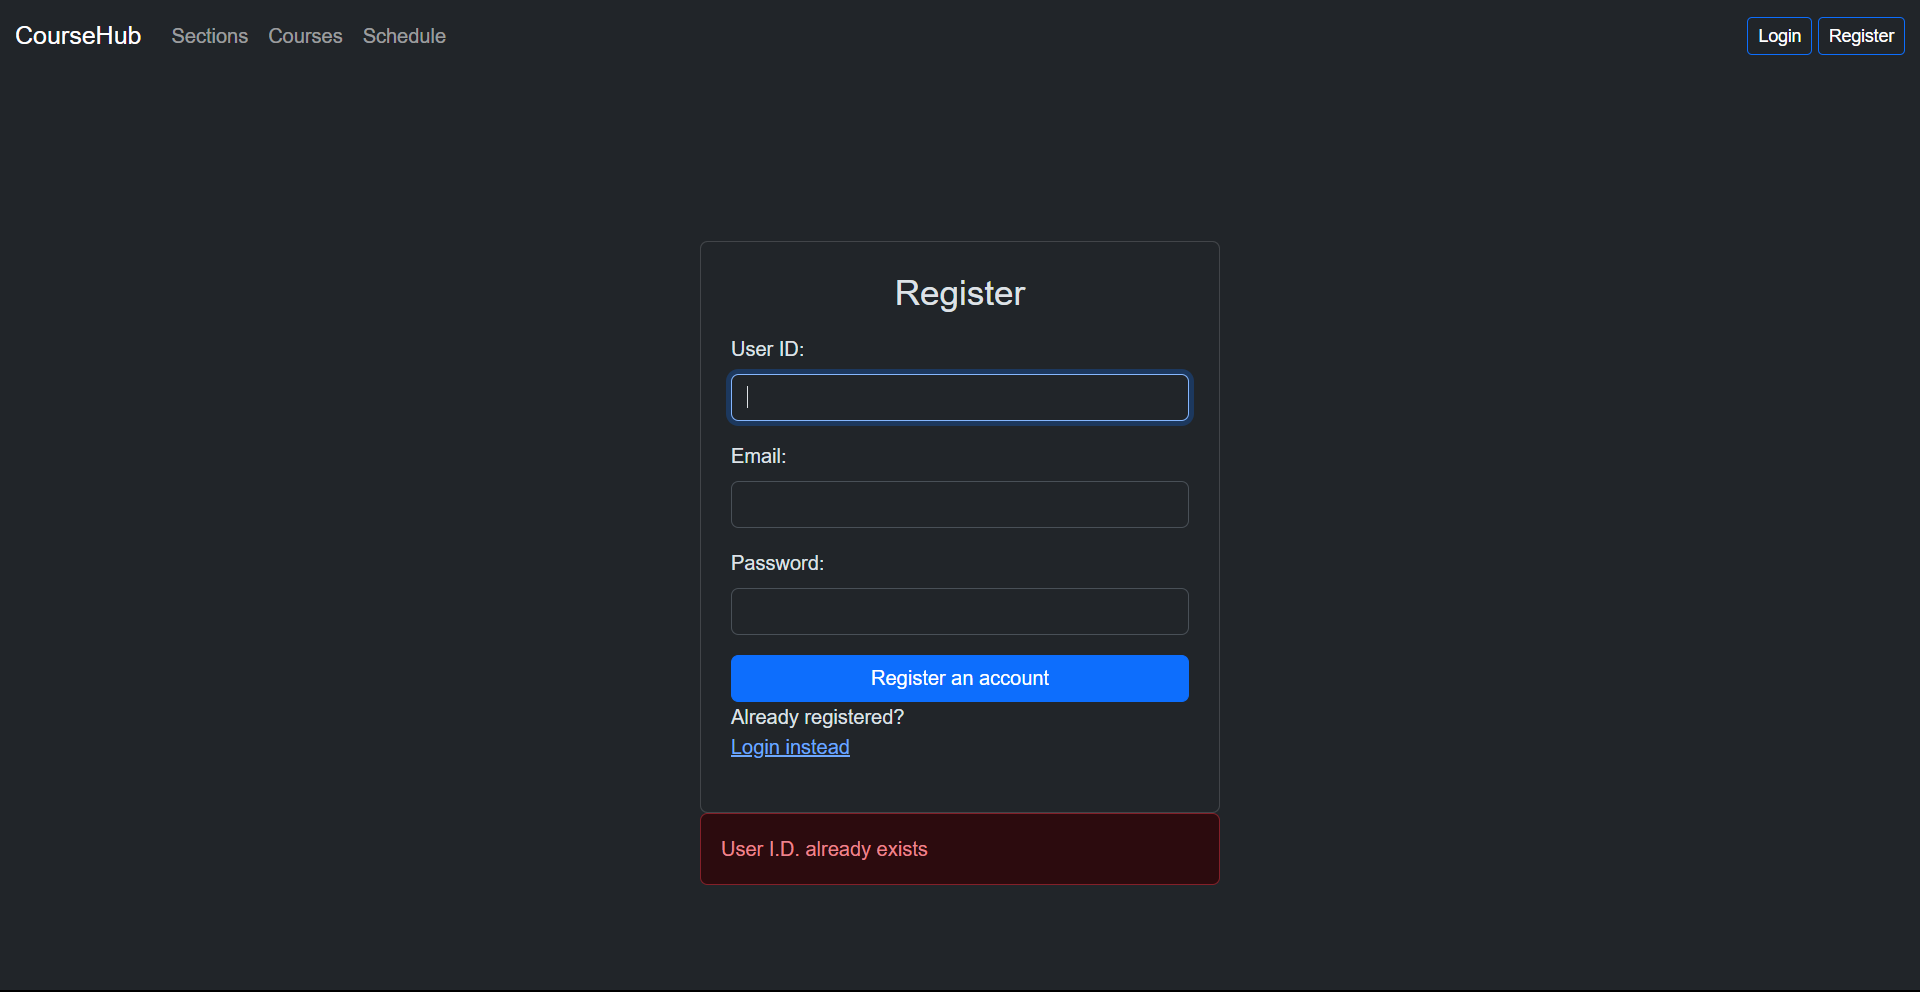 CourseHub Sections Courses Schedule Login Register
Register
User ID:
Email:
Password:
Register an account
Already registered?
Login instead
User I.D. already exists